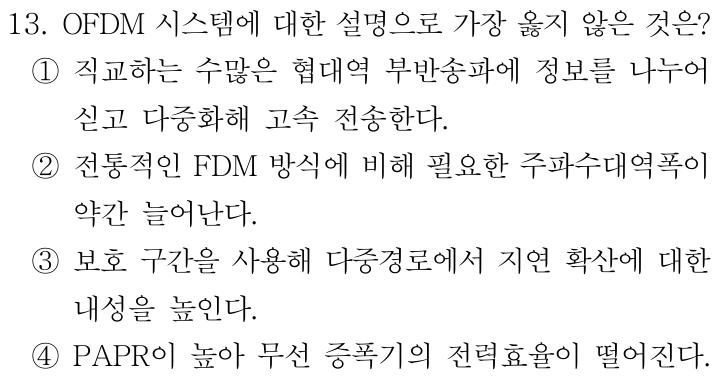 13. OFDM 시스템에 대한 설명으로 가장 옳지 않은 것은?
① 직교하는 수많은 협대역 부반송파에 정보를 나누어
싣고 다중화해 고속 전송한다.
② 전통적인 FDM 방식에 비해 필요한 주파수대역폭이
약간 늘어난다.
③ 보호 구간을 사용해 다중경로에서 지연 확산에 대한
내성을 높인다.
④ PAPR이 높아 무선 증폭기의 전력효율이 떨어진다.